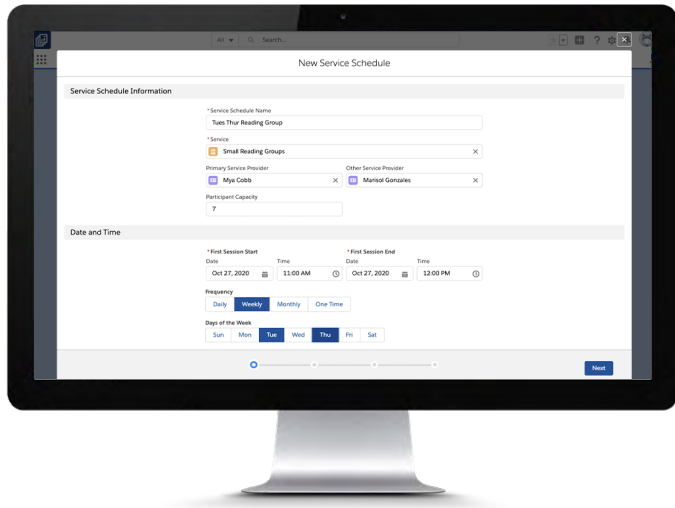 All Search...
New Service Schedule
Service Schedule Information
*Service Schedule Name
Tues Thur Reading Group
*Service
Small Reading Groups
Primary Service Provider Other Service Provider
Mya Cobb Marisol Gonzales
Participant Capacity
7
Date and Time
*First Session Start *First Session End
Date Time Date Time
Oct 27, 2020 11:00 AM Oct 27, 2020 12:00 PM
Frequency
Daily Weekly Monthly One Time
Days of the Week
Sun Mon Tue Wed Thu Fri Sat
Next